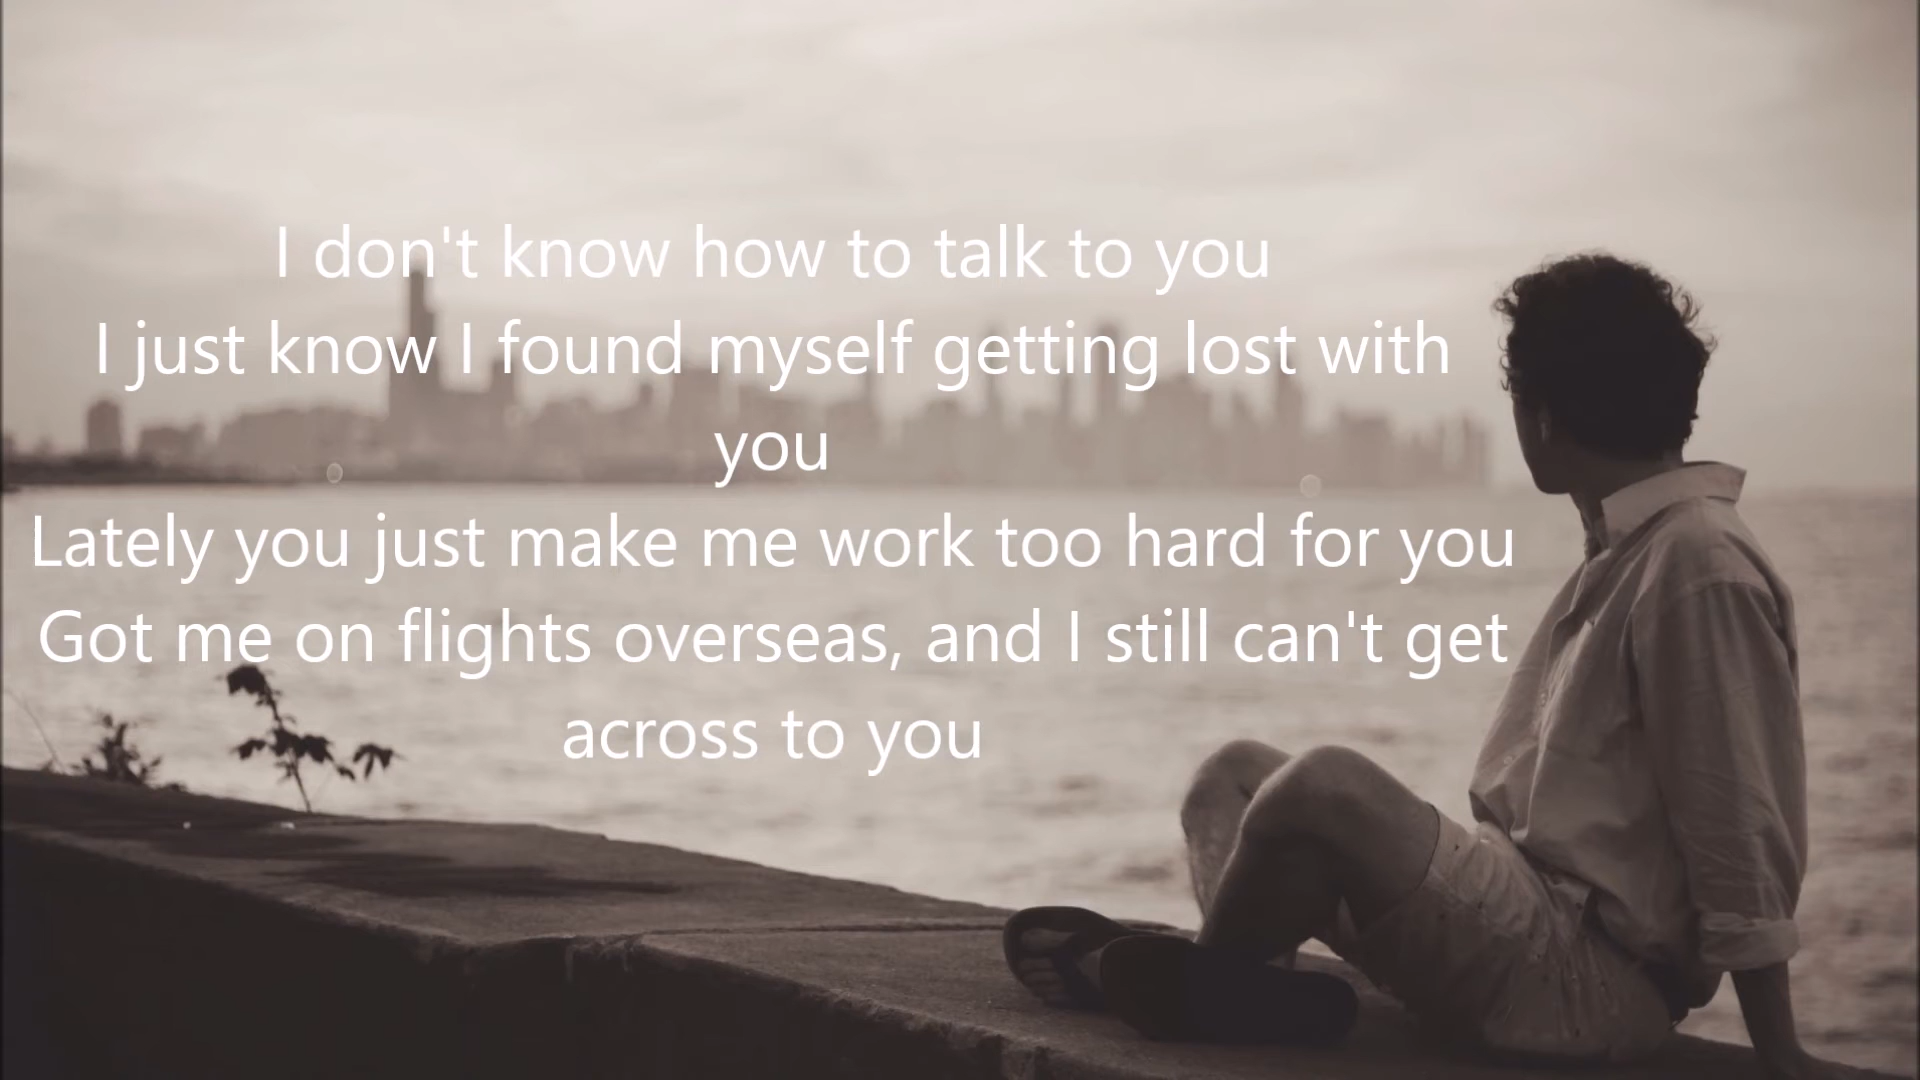 I don't know how to talk to you
I just know I found myself getting lost with
you
Lately you just make me work too hard for you
Got me on flights overseas, and I still can't get
across to you